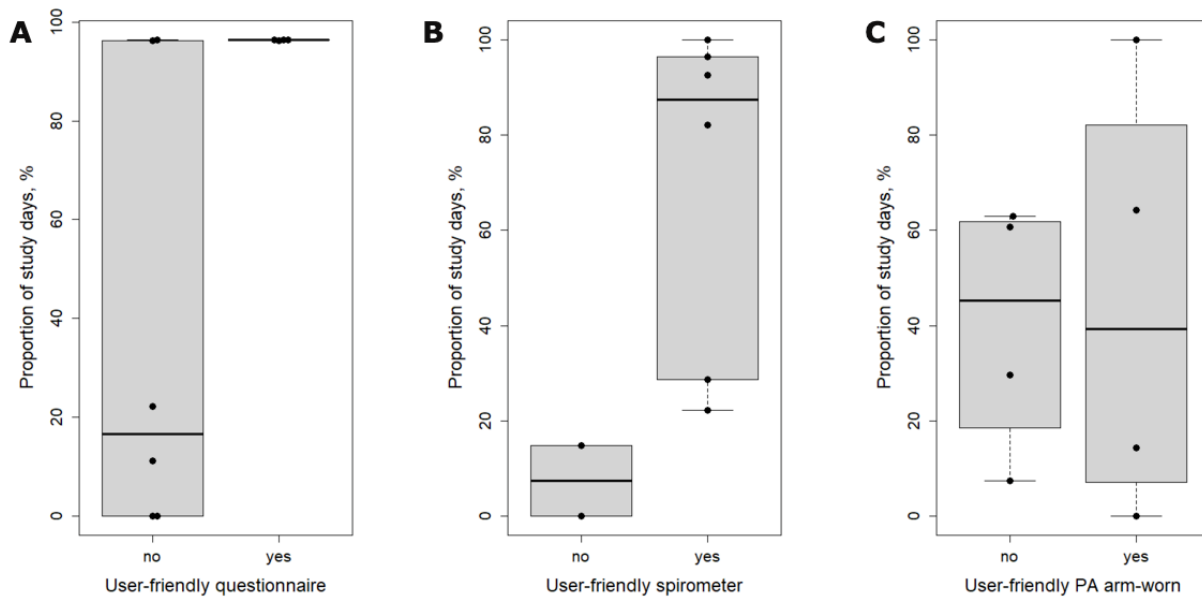 A
Proportion of study days, %
100
80
60
40
20
0
no yes
User-friendly questionnaire
B
Proportion of study days, %
100
80
60
40
20
0
no yes
User-friendly spirometer
C
Proportion of study days, %
100
80
60
40
20
0
no yes
User-friendly PA arm-worn